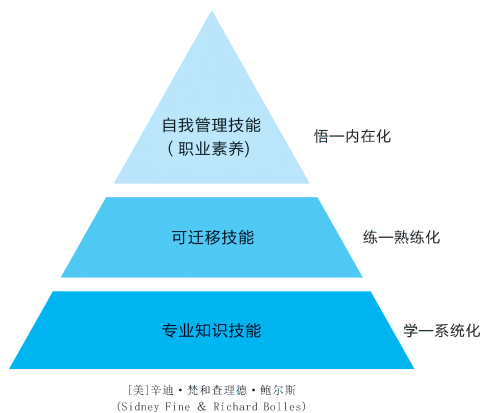 自我管理技能
（ 职业素养)
悟一内在化
可迁移技能
练一熟练化
专业知识技能
学一系统化
[美]辛迪·梵和查理德·鲍尔斯
(Sidney Fine & Richard Bolles)